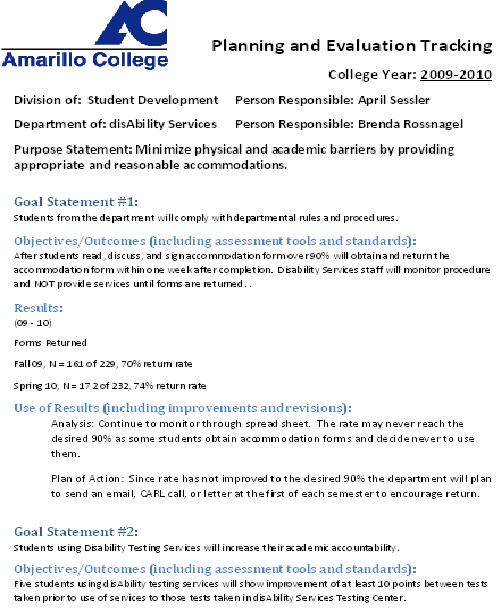 AC
Amarillo College
Planning and Evaluation Tracking
College Year: 2009-2010
Division of: Student Development Person Responsible: April Sessler
Department of: disAbility Services Person Responsible: Brenda Rossnagel
Purpose Statement: Minimize physical and academic barriers by providing
appropriate and reasonable accommodations.
Goal Statement #1:
Students from the department will comply with departmental rules and procedures.
Objectives/Outcomes (including assessment tools and standards):
After students read, discuss, and sign accommodation form over 90% will obtain and return the
accommodation form within one week after completion. Disability Services staff will monitor procedure
and NOT provide services until forms are returned. .
Results:
(09 - 10)
Forms Returned
Fall 09, N = 161 of 229, 70% return rate
Spring 10, N = 172 of 232, 74% return rate
Use of Results (including improvements and revisions):
Analysis: Continue to monitor through spread sheet. The rate may never reach the
desired 90% as some students obtain accommodation forms and decide never to use
them.
Plan of Action: Since rate has not improved to the desired 90% the department will plan
to send an email, CARL call, or letter at the first of each semester to encourage return.
Goal Statement #2:
Students using Disability Testing Services will increase their academic accountability.
Objectives/Outcomes (including assessment tools and standards):
Five students using disAbility testing services will show improvement of at least 10 points between tests
taken prior to use of services to those tests taken in disAbility Services Testing Center.